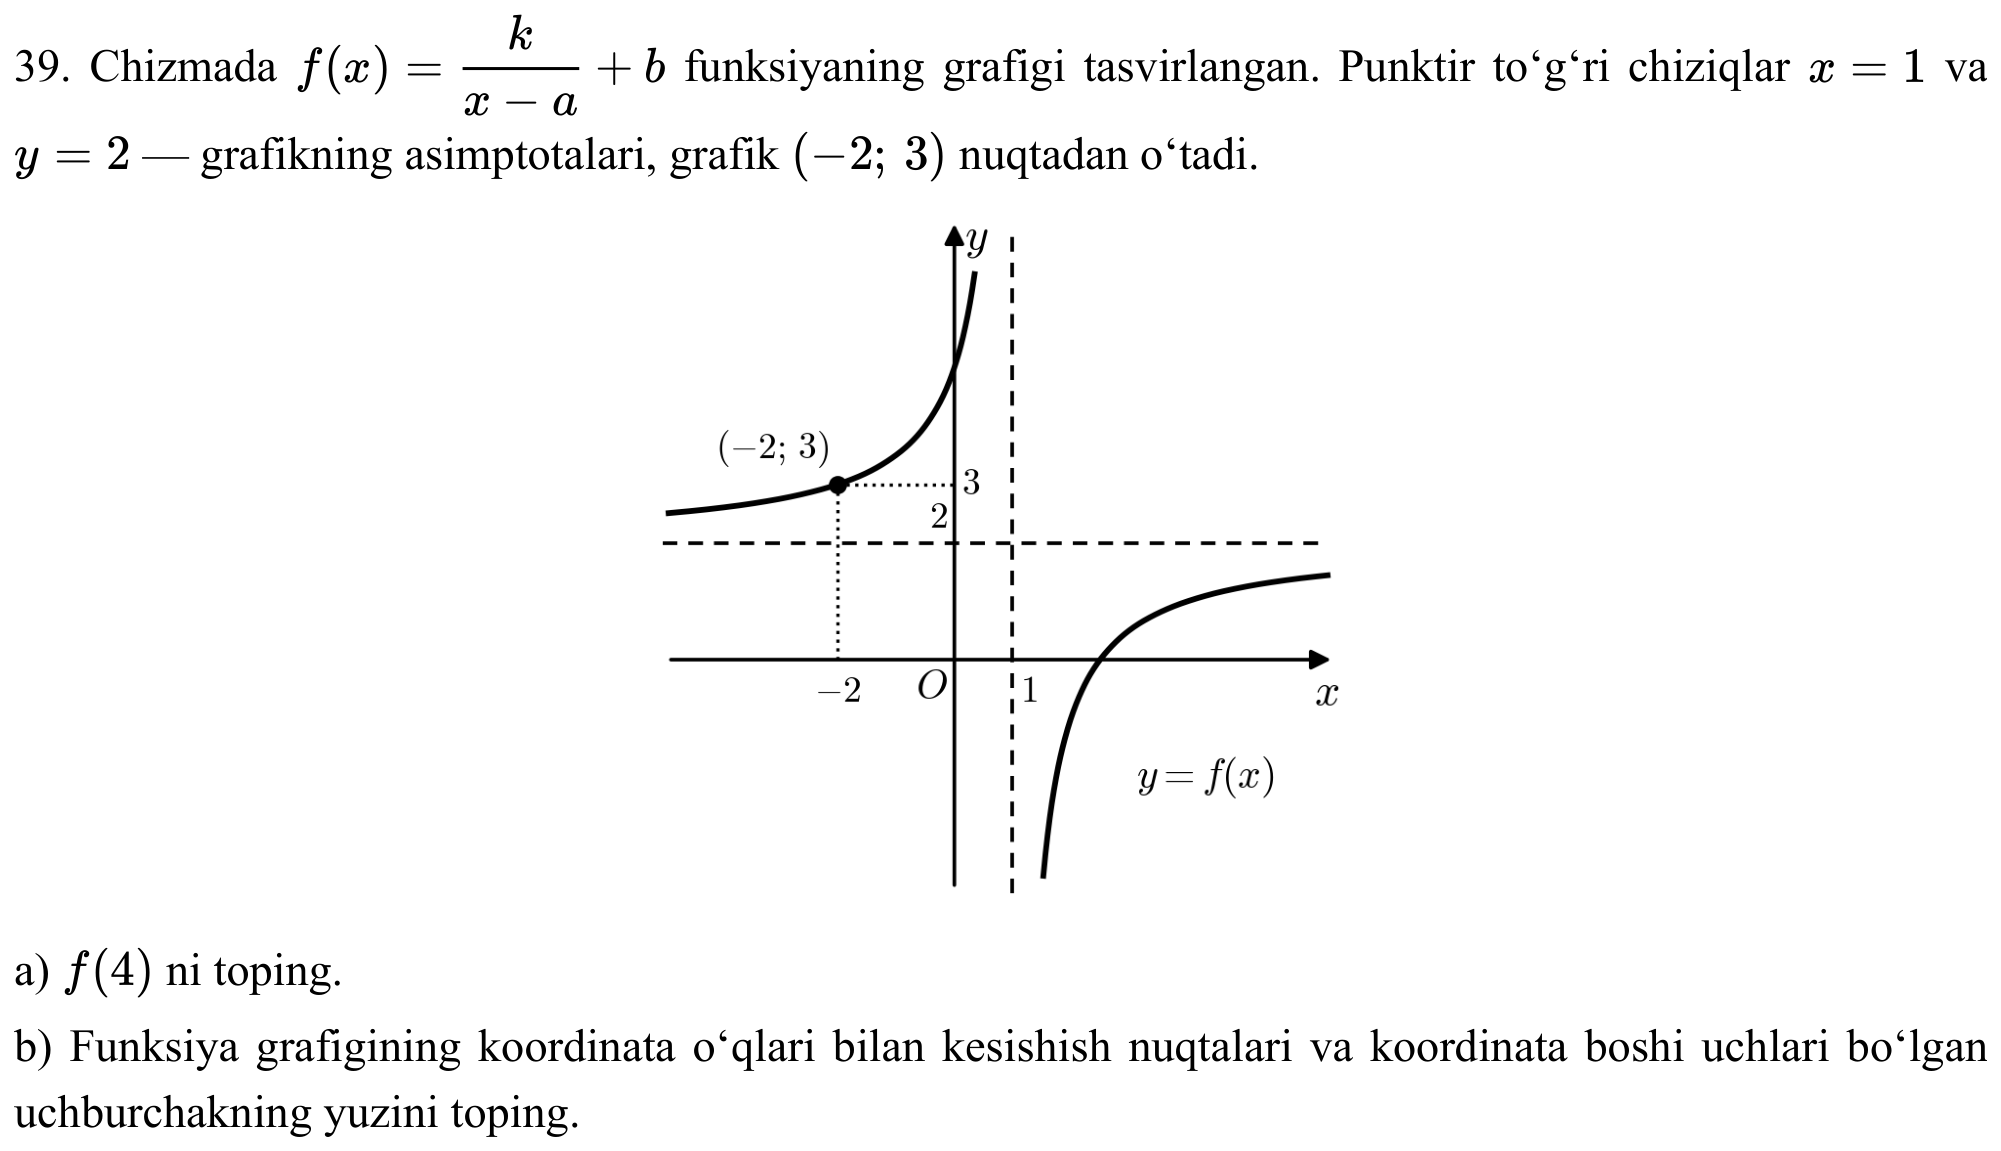 39. Chizmada f(x) = k/(x − a) + b funksiyaning grafigi tasvirlangan. Punktir to‘g‘ri chiziqlar x = 1 va
y = 2 — grafikning asimptotalari, grafik (−2; 3) nuqtadan o‘tadi.
y
(−2; 3)
3
2
−2
O
1
x
y = f(x)
a) f(4) ni toping.
b) Funksiya grafigining koordinata o‘qlari bilan kesishish nuqtalari va koordinata boshi uchlari bo‘lgan
uchburchakning yuzini toping.